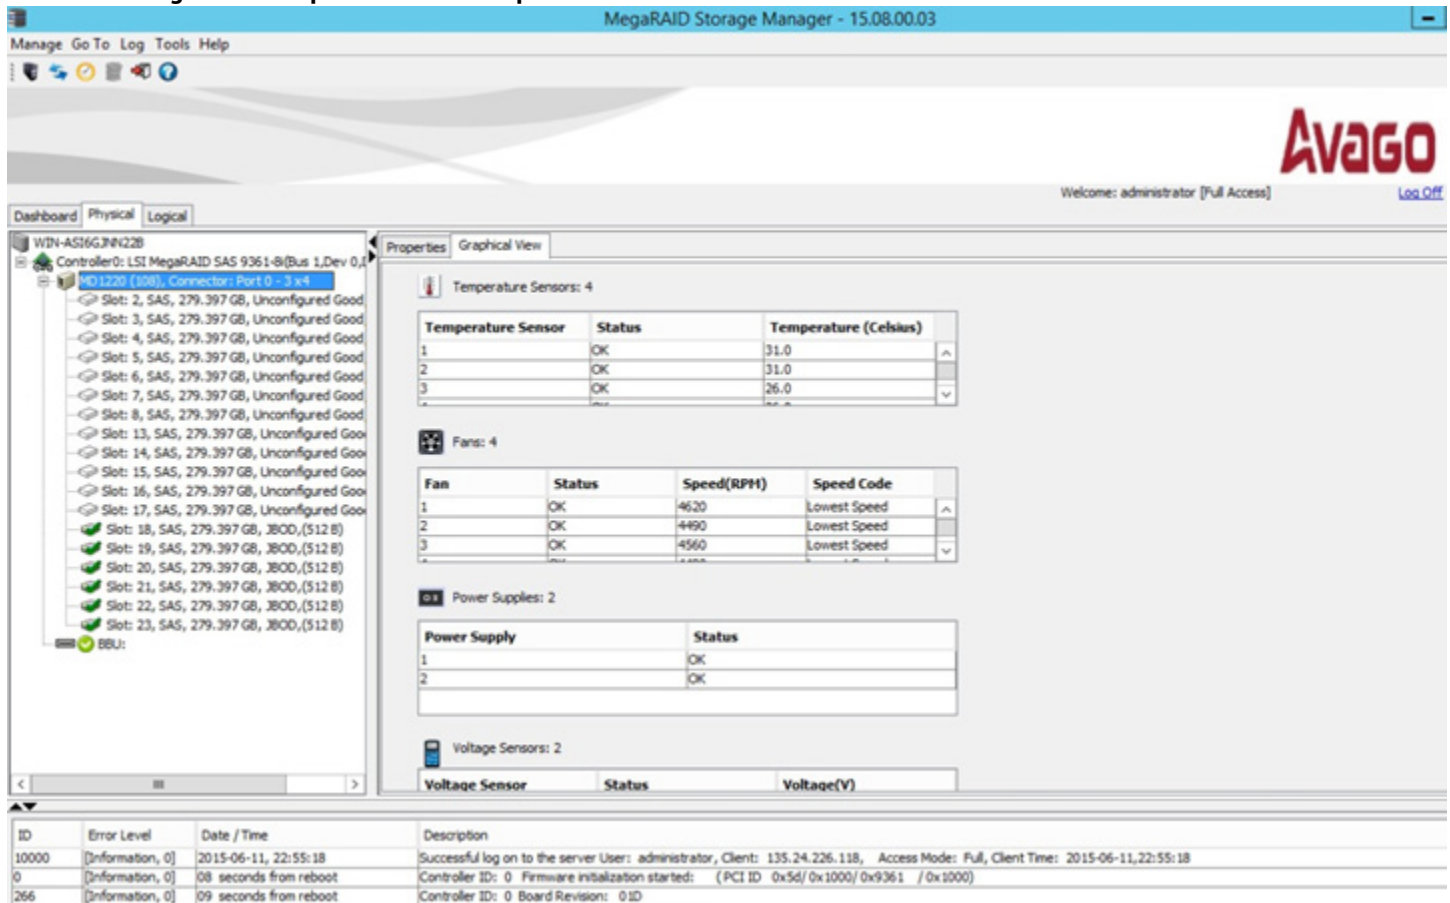 MegaRAID Storage Manager - 15.08.00.03
Manage Go To Log Tools Help
Avago
Welcome: administrator [Full Access] Log Off
Dashboard Physical Logical
WIN-ASI6GJNN22B
Controller0: LSI MegaRAID SAS 9361-8i(Bus 1,Dev 0,
MD1220 (108), Connector: Port 0 - 3 x4
Slot: 2, SAS, 279.397 GB, Unconfigured Good,
Slot: 3, SAS, 279.397 GB, Unconfigured Good,
Slot: 4, SAS, 279.397 GB, Unconfigured Good,
Slot: 5, SAS, 279.397 GB, Unconfigured Good,
Slot: 6, SAS, 279.397 GB, Unconfigured Good,
Slot: 7, SAS, 279.397 GB, Unconfigured Good,
Slot: 8, SAS, 279.397 GB, Unconfigured Good
Slot: 13, SAS, 279.397 GB, Unconfigured Goo
Slot: 14, SAS, 279.397 GB, Unconfigured Goo
Slot: 15, SAS, 279.397 GB, Unconfigured Goo
Slot: 16, SAS, 279.397 GB, Unconfigured Goo
Slot: 17, SAS, 279.397 GB, Unconfigured Goo
Slot: 18, SAS, 279.397 GB, JBOD,(512 B)
Slot: 19, SAS, 279.397 GB, JBOD,(512 B)
Slot: 20, SAS, 279.397 GB, JBOD,(512 B)
Slot: 21, SAS, 279.397 GB, JBOD,(512 B)
Slot: 22, SAS, 279.397 GB, JBOD,(512 B)
Slot: 23, SAS, 279.397 GB, JBOD,(512 B)
BBU:
Properties Graphical View
Temperature Sensors: 4
Temperature Sensor Status Temperature (Celsius)
1 OK 31.0
2 OK 31.0
3 OK 26.0
Fans: 4
Fan Status Speed(RPM) Speed Code
1 OK 4620 Lowest Speed
2 OK 4490 Lowest Speed
3 OK 4560 Lowest Speed
Power Supplies: 2
Power Supply Status
1 OK
2 OK
Voltage Sensors: 2
Voltage Sensor Status Voltage(V)
ID Error Level Date / Time Description
10000 [Information, 0] 2015-06-11, 22:55:18 Successful log on to the server User: administrator, Client: 135.24.226.118, Access Mode: Full, Client Time: 2015-06-11,22:55:18
0 [Information, 0] 08 seconds from reboot Controller ID: 0 Firmware initialization started: (PCI ID 0x5d/ 0x1000/ 0x9361 / 0x1000)
266 [Information, 0] 09 seconds from reboot Controller ID: 0 Board Revision: 01D